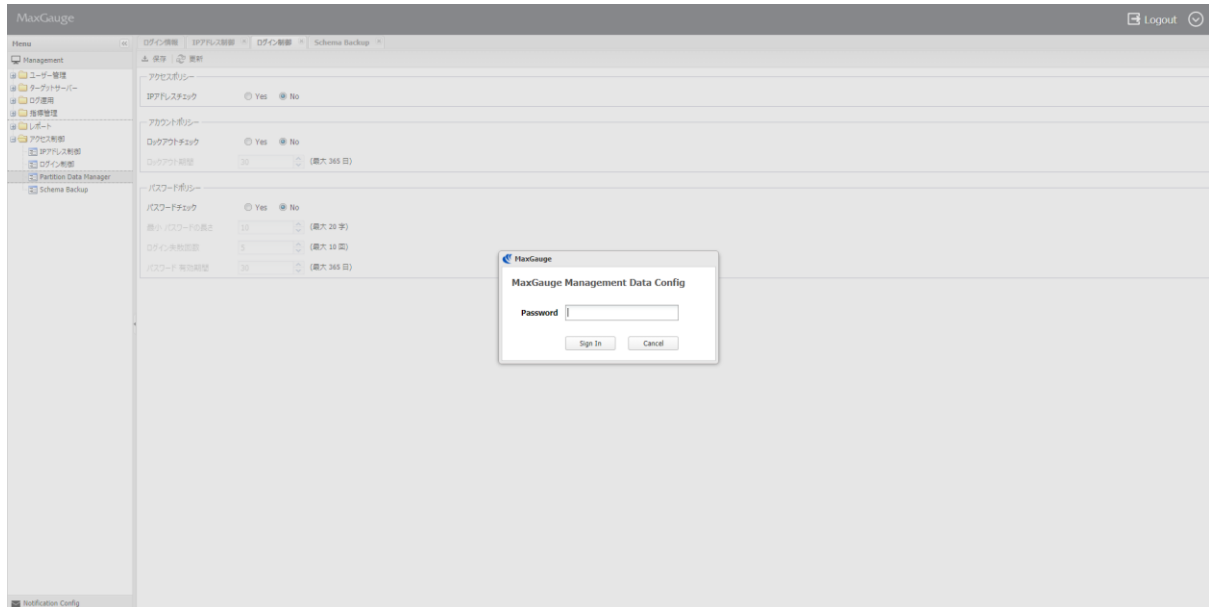 MaxGauge
Logout
Menu
ログイン情報
IPアドレス制御
ログイン制御
Schema Backup
Management
保存
更新
ユーザー管理
ターゲットサーバー
ログ運用
指標管理
レポート
アクセス制御
IPアドレス制御
ログイン制御
Partition Data Manager
Schema Backup
アクセスポリシー
IPアドレスチェック Yes No
アカウントポリシー
ロックアウトチェック Yes No
ロックアウト期間 (最大 365 日)
パスワードポリシー
パスワードチェック Yes No
最小パスワードの長さ 10 (最大 20 字)
ログイン失敗回数 5 (最大 10 回)
パスワード 有効期間 (最大 365 日)
MaxGauge
MaxGauge Management Data Config
Password
Sign In Cancel
Notification Config